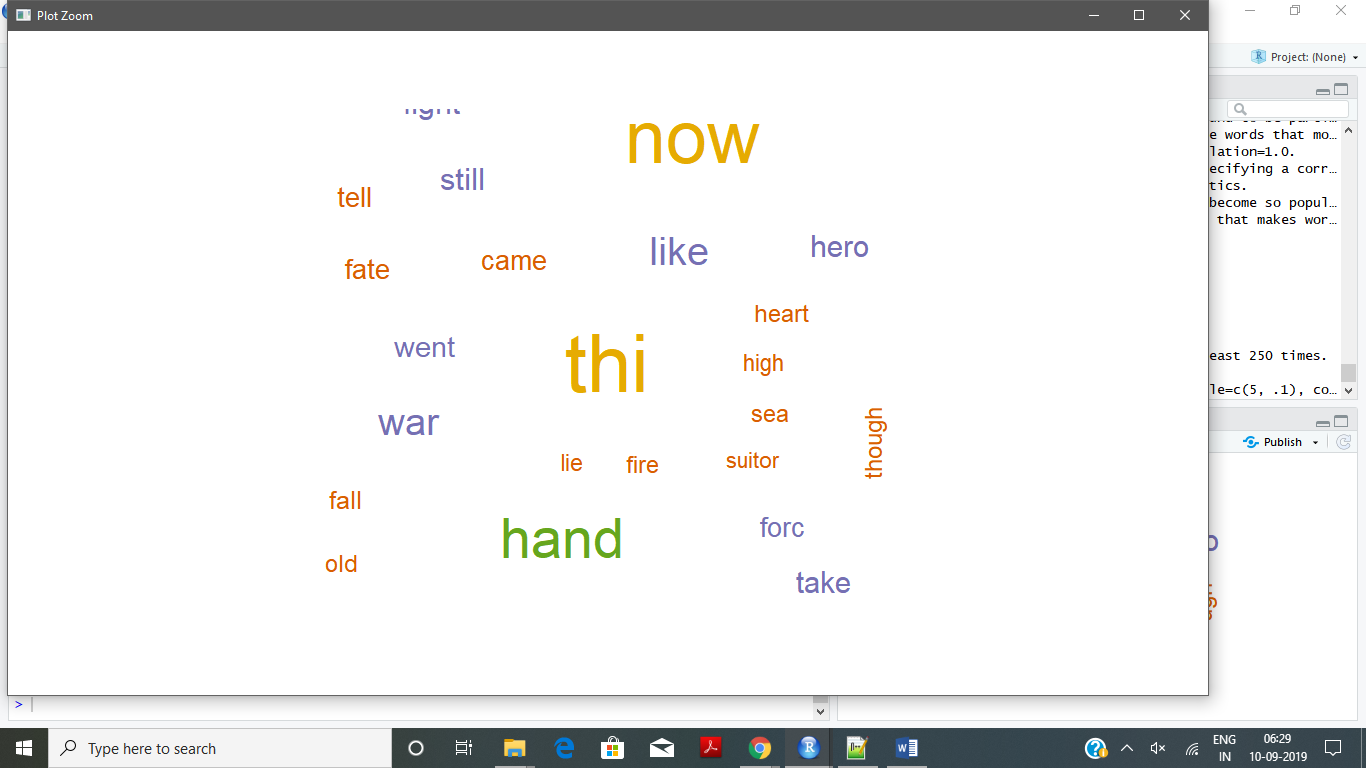 Plot Zoom
Project: (None)
now
still
tell
like
hero
came
fate
heart
thi
went
high
sea
war
though
suitor
lie
fire
fall
hand
forc
old
take
e words that mo…
lation=1.0.
ecifying a corr…
tics.
become so popul…
that makes wor…
east 250 times.
le=c(5, .1), co…
Publish
>
Type here to search
ENG
IN
06:29
10-09-2019